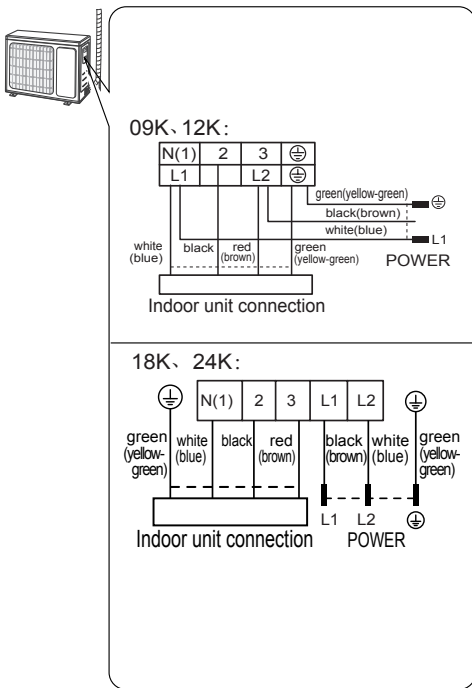 09K、12K:
N(1) 2 3
L1 L2
green(yellow-green)
black(brown)
white(blue) L1
white black red green
(blue) (brown) (yellow-green)
POWER
Indoor unit connection
18K、24K:
N(1) 2 3 L1 L2
green white black red black white green
(yellow- (blue) (brown) (brown) (blue) (yellow-
green) green)
L1 L2
Indoor unit connection POWER